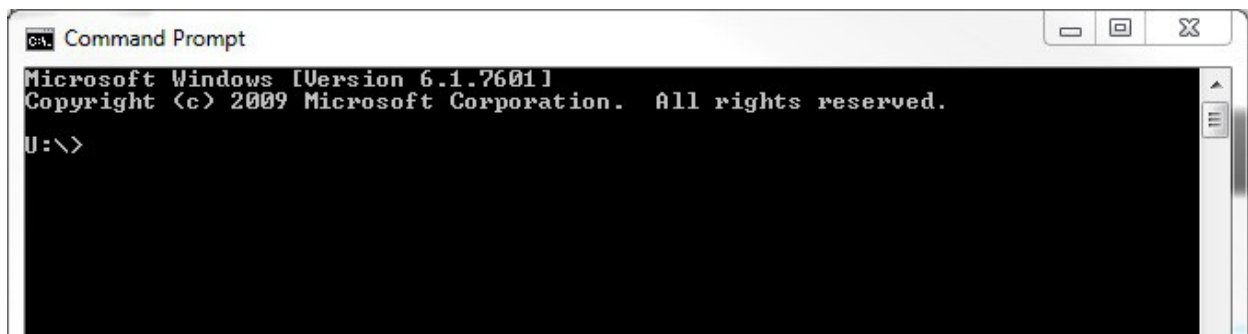 Command Prompt
Microsoft Windows [Version 6.1.7601]
Copyright (c) 2009 Microsoft Corporation.  All rights reserved.
U:\>